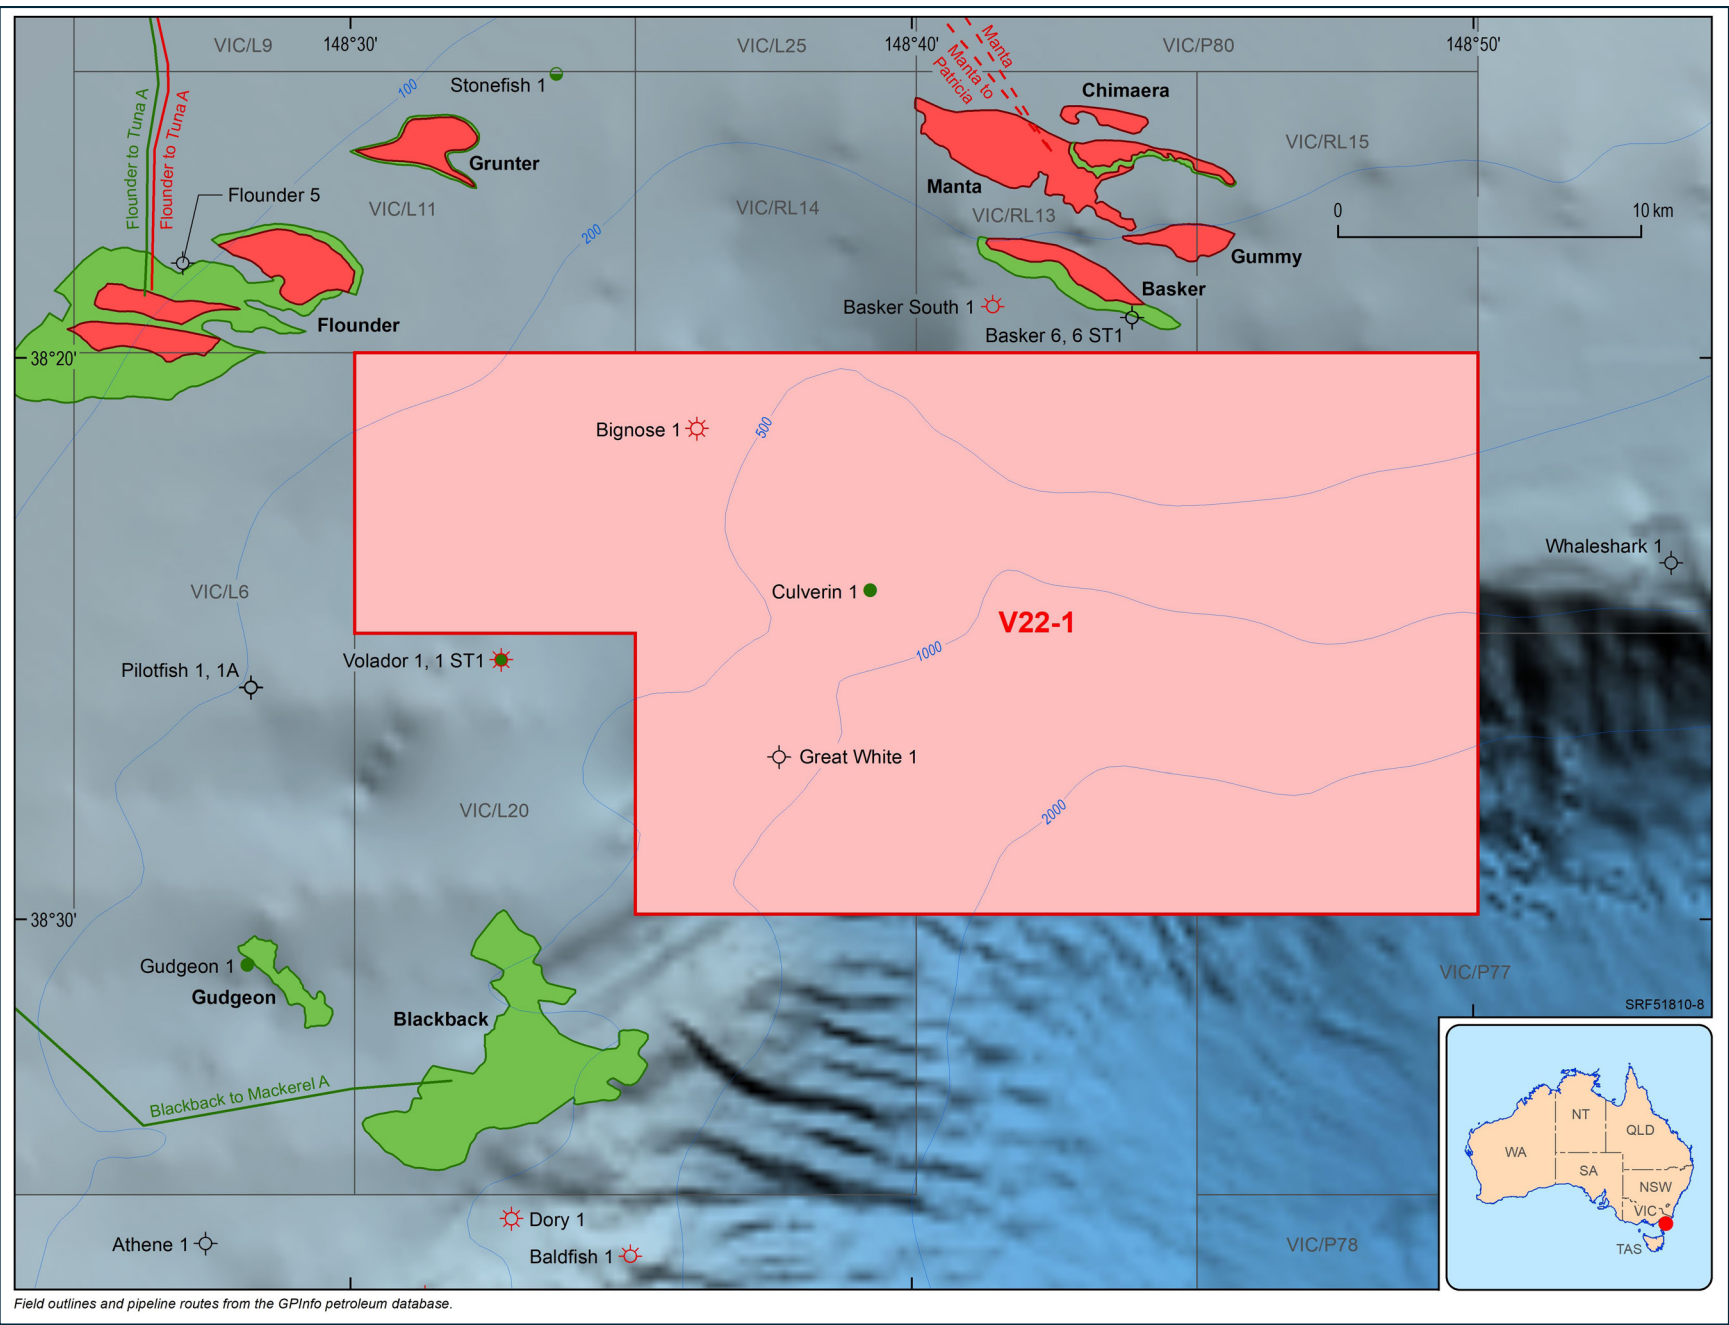 VIC/L9
148°30'
VIC/L25
148°40'
VIC/P80
148°50'
Manta
Manta to
Patricia
100
Stonefish 1
Chimaera
Flounder to Tuna A
Flounder to Tuna A
Grunter
VIC/RL15
Manta
Flounder 5
VIC/L11
VIC/RL14
VIC/RL13
0
10 km
200
Gummy
Basker
Basker South 1
Flounder
Basker 6, 6 ST1
38°20'
Bignose 1
500
Whaleshark 1
VIC/L6
Culverin 1
V22-1
1000
Volador 1, 1 ST1
Pilotfish 1, 1A
Great White 1
VIC/L20
2000
38°30'
Gudgeon 1
Gudgeon
VIC/P77
Blackback
SRF51810-8
Blackback to Mackerel A
NT
QLD
WA
SA
NSW
VIC
TAS
Dory 1
Athene 1
Baldfish 1
VIC/P78
Field outlines and pipeline routes from the GPInfo petroleum database.